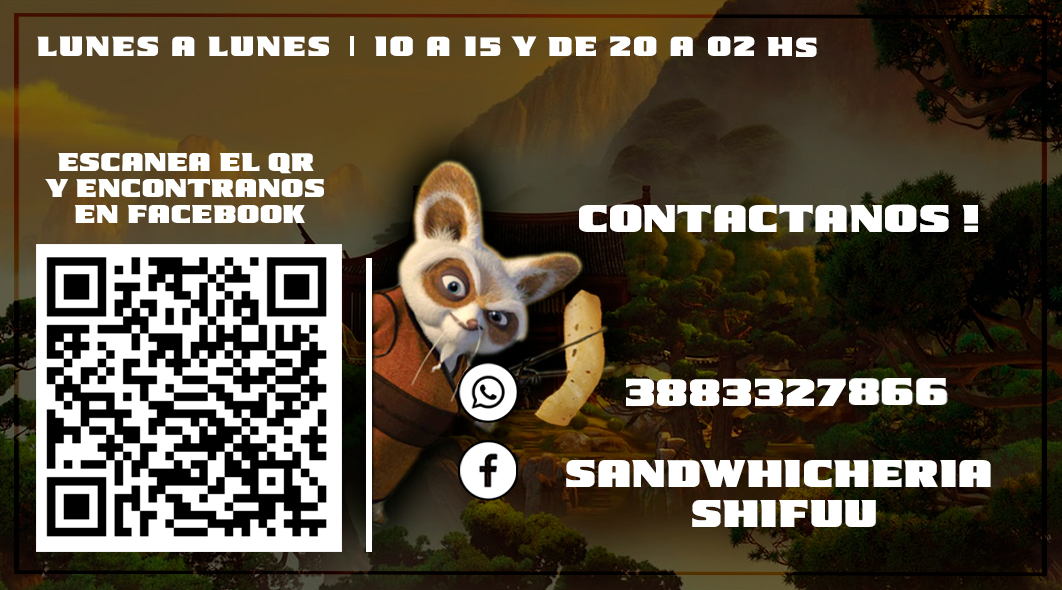 LUNES A LUNES | 10 A 15 Y DE 20 A 02 HS
ESCANEA EL QR
Y ENCONTRANOS
EN FACEBOOK
CONTACTANOS !
3883327866
SANDWHICHERIA
SHIFUU